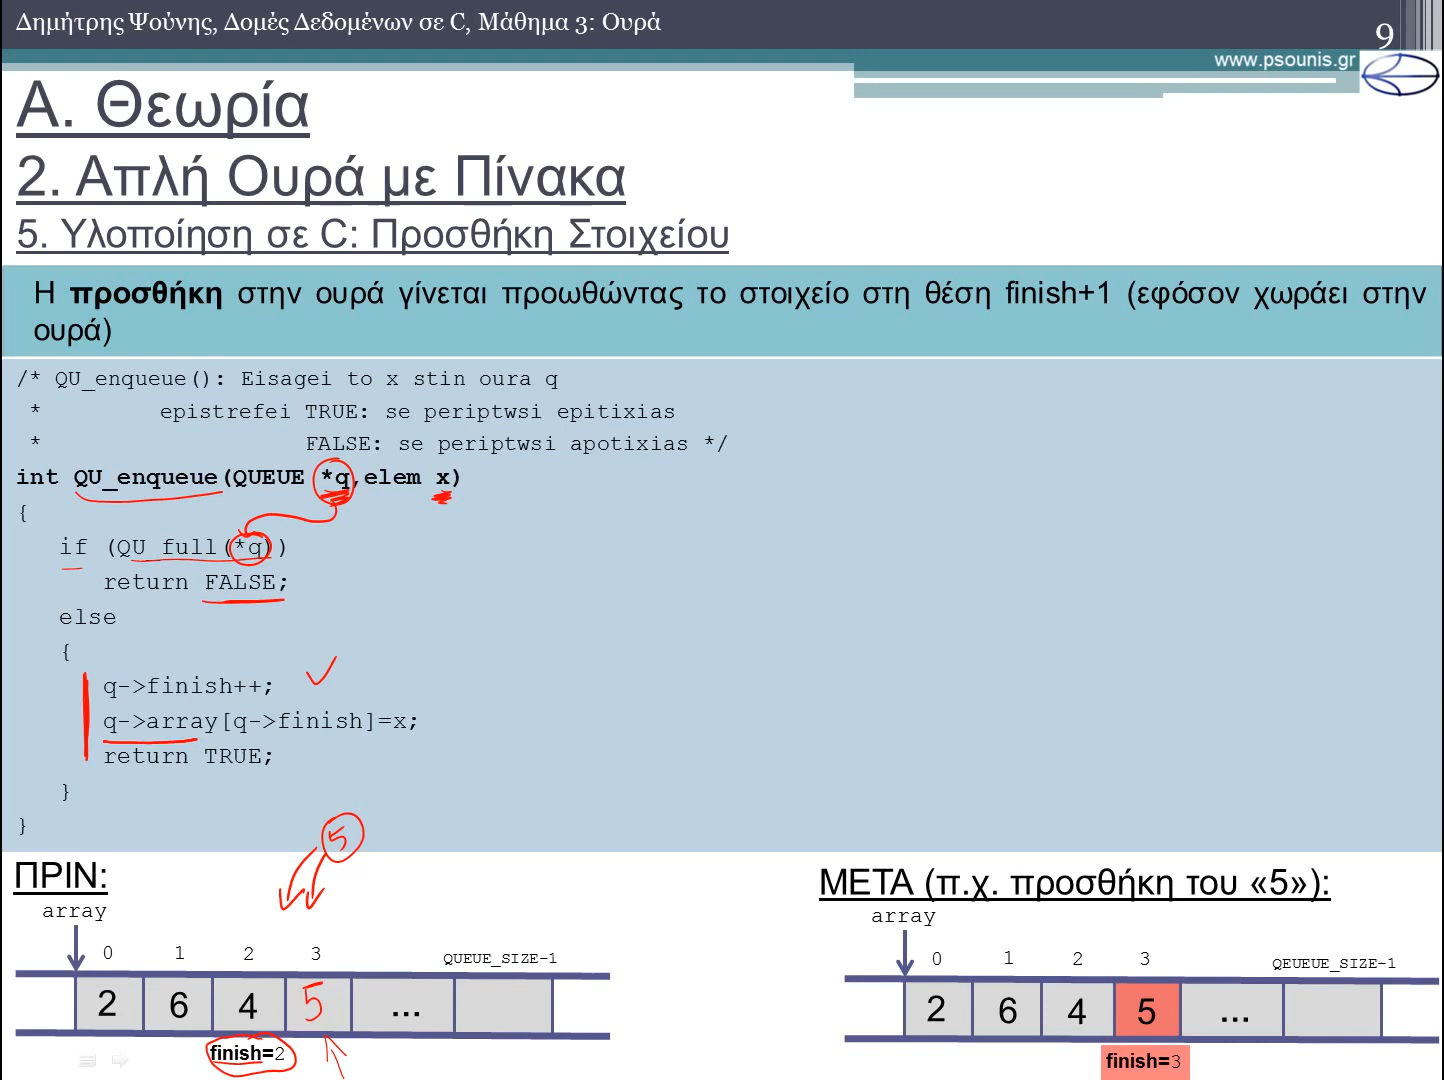 Δημήτρης Ψούνης, Δομές Δεδομένων σε C, Μάθημα 3: Ουρά
9
www.psounis.gr
Α. Θεωρία
2. Απλή Ουρά με Πίνακα
5. Υλοποίηση σε C: Προσθήκη Στοιχείου
Η προσθήκη στην ουρά γίνεται προωθώντας το στοιχείο στη θέση finish+1 (εφόσον χωράει στην
ουρά)
/* QU_enqueue(): Eisagei to x stin oura q
* epistrefei TRUE: se periptwsi epitixias
* FALSE: se periptwsi apotixias */
int QU_enqueue(QUEUE *q,elem x)
{
if (QU_full(*q))
return FALSE;
else
{
q->finish++;
q->array[q->finish]=x;
return TRUE;
}
}
5
ΠΡΙΝ:
array
0 1 2 3 QUEUE_SIZE-1
2 6 4 5 ...
finish=2
ΜΕΤΑ (π.χ. προσθήκη του «5»):
array
0 1 2 3 QEUEUE_SIZE-1
2 6 4 5 ...
finish=3